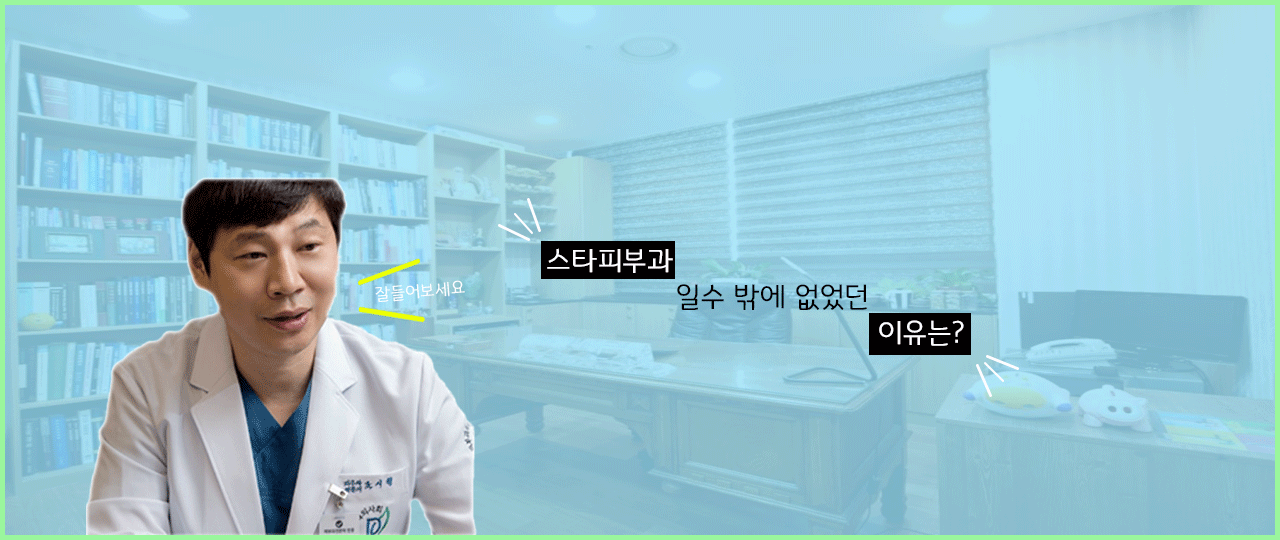 스타피부과
잘들어보세요
일수 밖에 없었던
이유는?